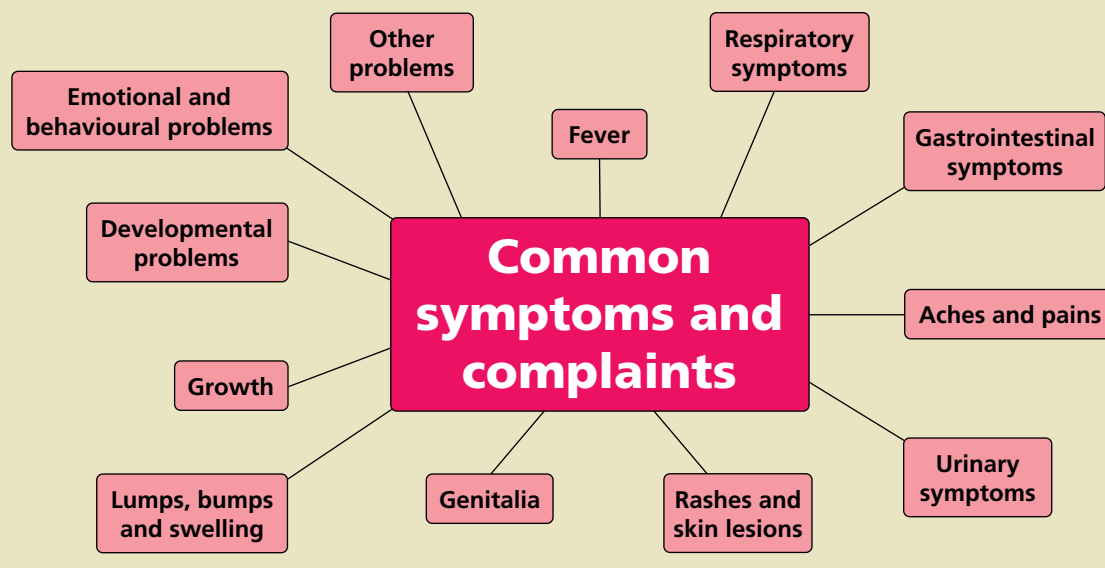 Other
problems
Respiratory
symptoms
Emotional and
behavioural problems
Fever
Gastrointestinal
symptoms
Developmental
problems
Common
symptoms and
complaints
Aches and pains
Growth
Urinary
symptoms
Lumps, bumps
and swelling
Genitalia
Rashes and
skin lesions